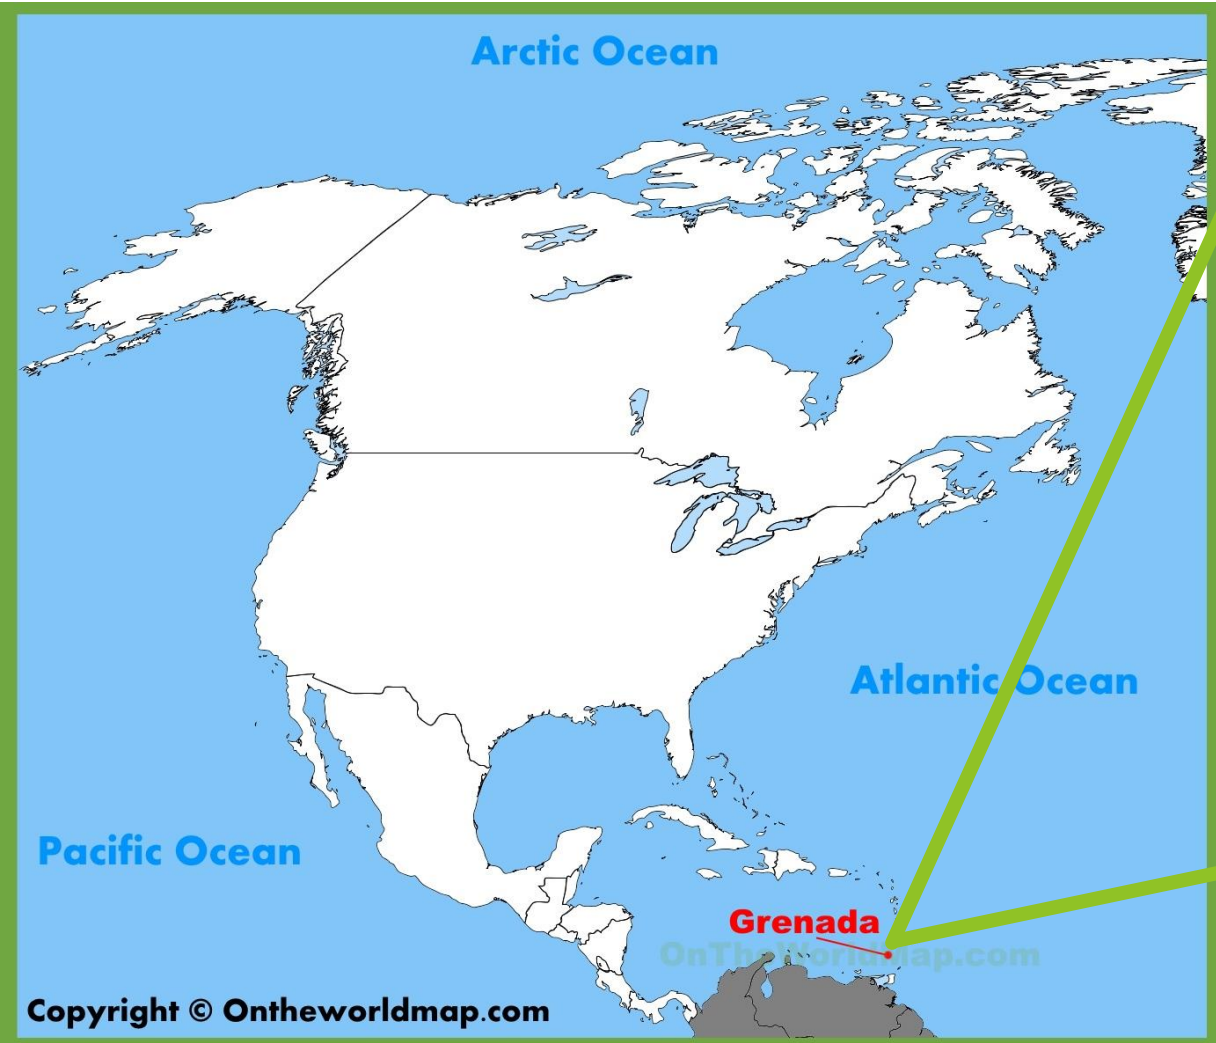 Arctic Ocean
Atlantic Ocean
Pacific Ocean
Grenada
OnTheWorldMap.com
Copyright © Ontheworldmap.com